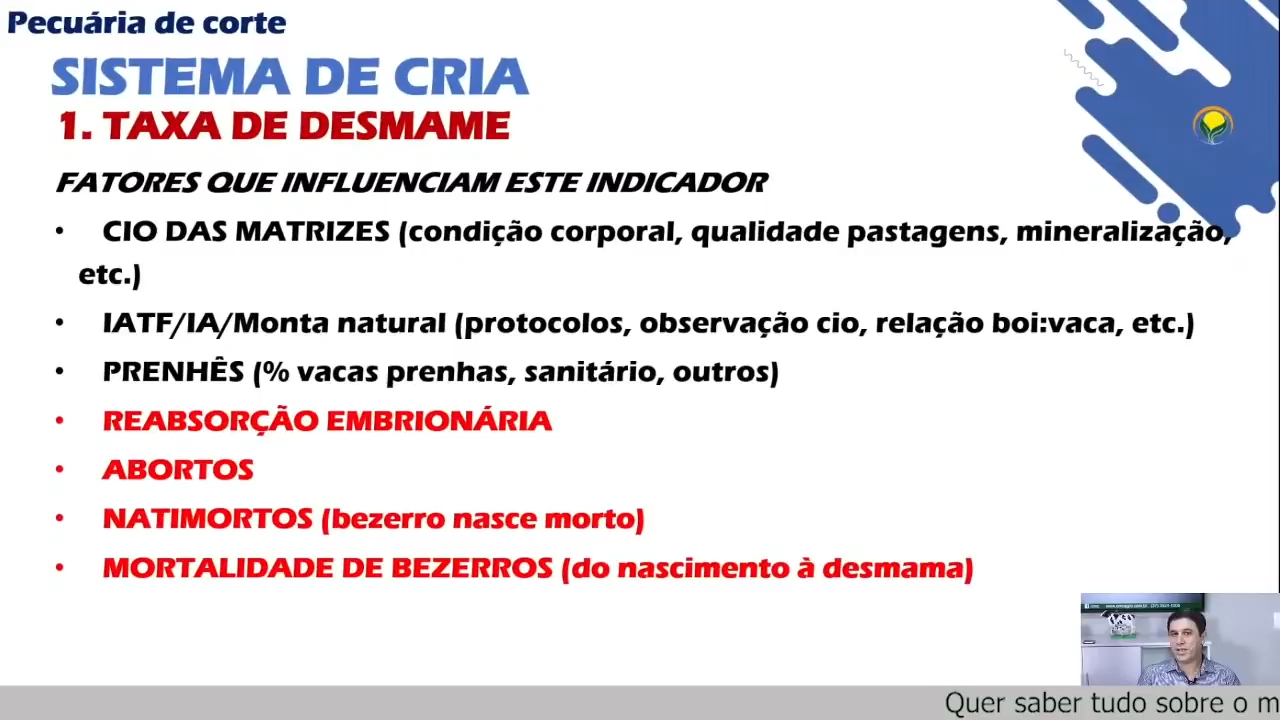 Pecuária de corte
SISTEMA DE CRIA
1. TAXA DE DESMAME
FATORES QUE INFLUENCIAM ESTE INDICADOR
• CIO DAS MATRIZES (condição corporal, qualidade pastagens, mineralização,
etc.)
• IATF/IA/Monta natural (protocolos, observação cio, relação boi:vaca, etc.)
• PRENHÊS (% vacas prenhas, sanitário, outros)
• REABSORÇÃO EMBRIONÁRIA
• ABORTOS
• NATIMORTOS (bezerro nasce morto)
• MORTALIDADE DE BEZERROS (do nascimento à desmama)
Quer saber tudo sobre o m